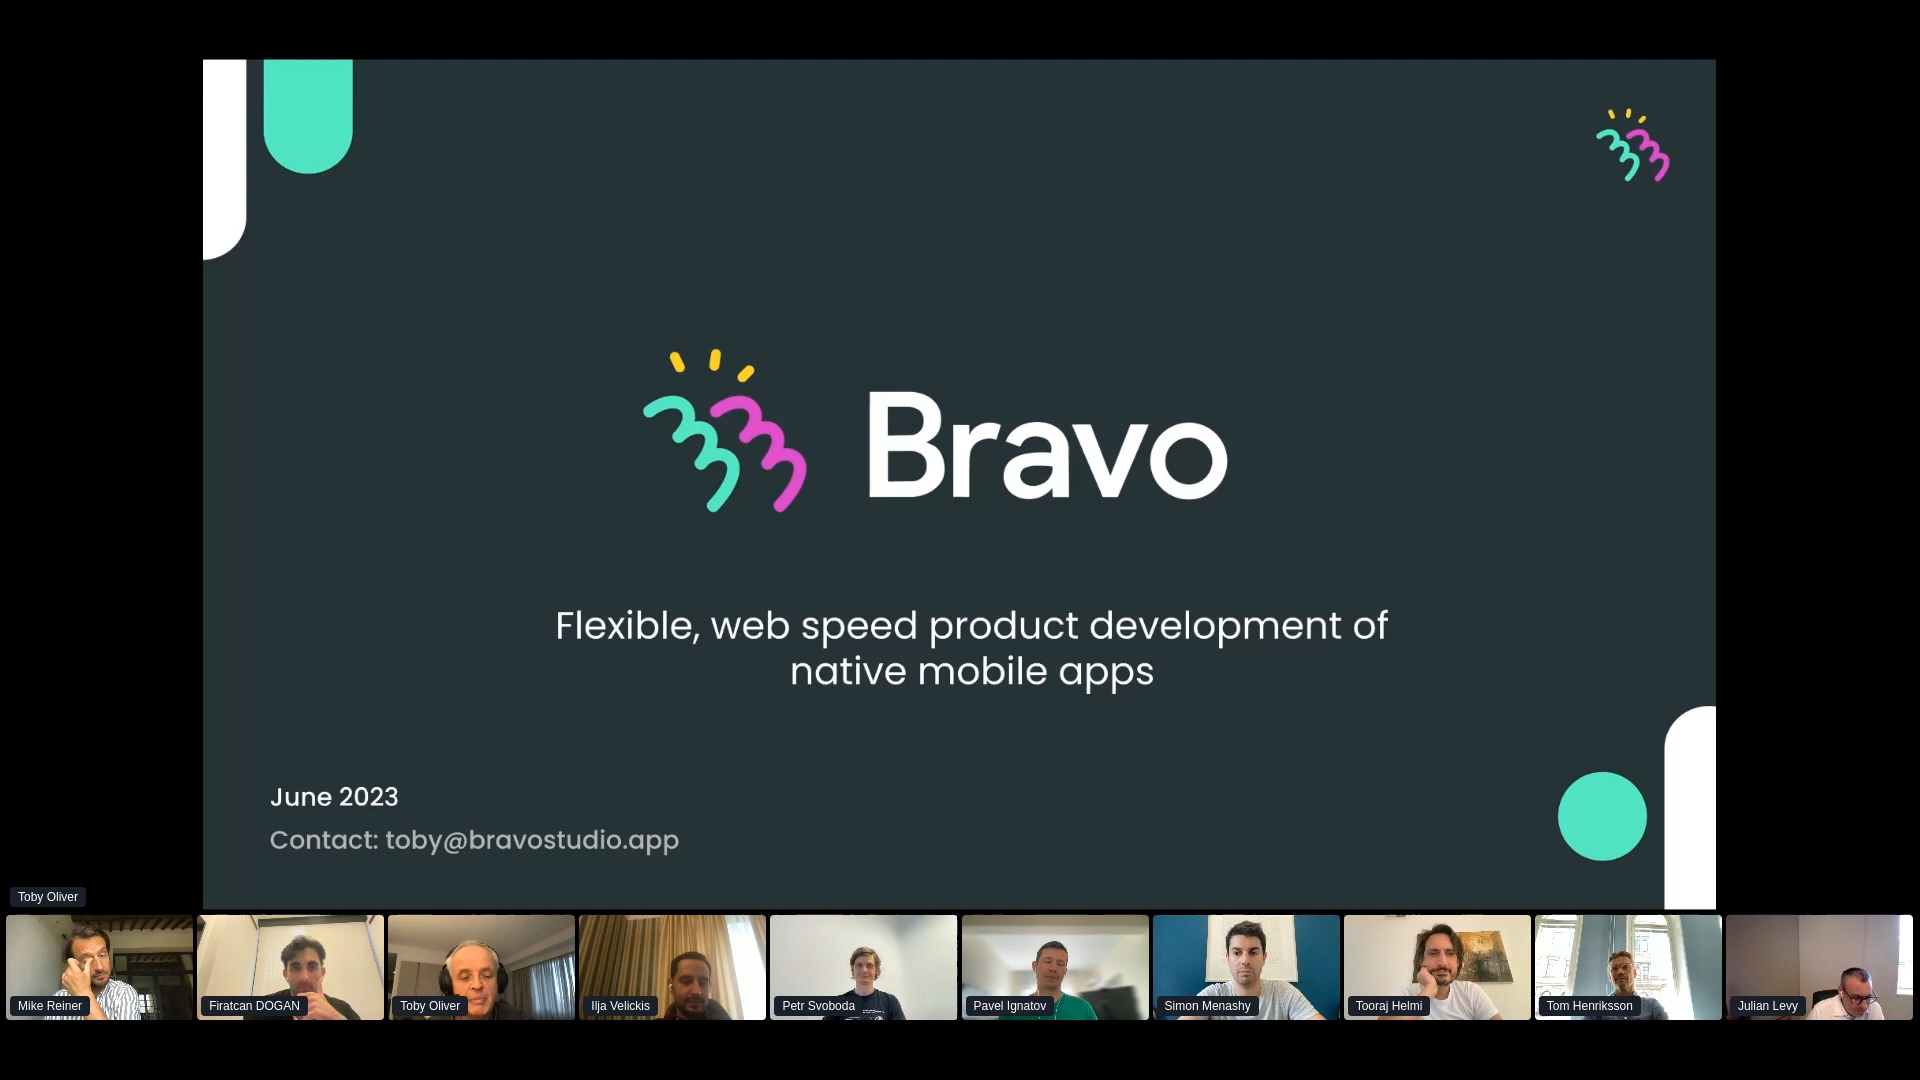 Bravo
Flexible, web speed product development of
native mobile apps
June 2023
Contact: toby@bravostudio.app
Toby Oliver
Mike Reiner
Firatcan DOGAN
Toby Oliver
Ilja Velickis
Petr Svoboda
Pavel Ignatov
Simon Menashy
Tooraj Helmi
Tom Henriksson
Julian Levy